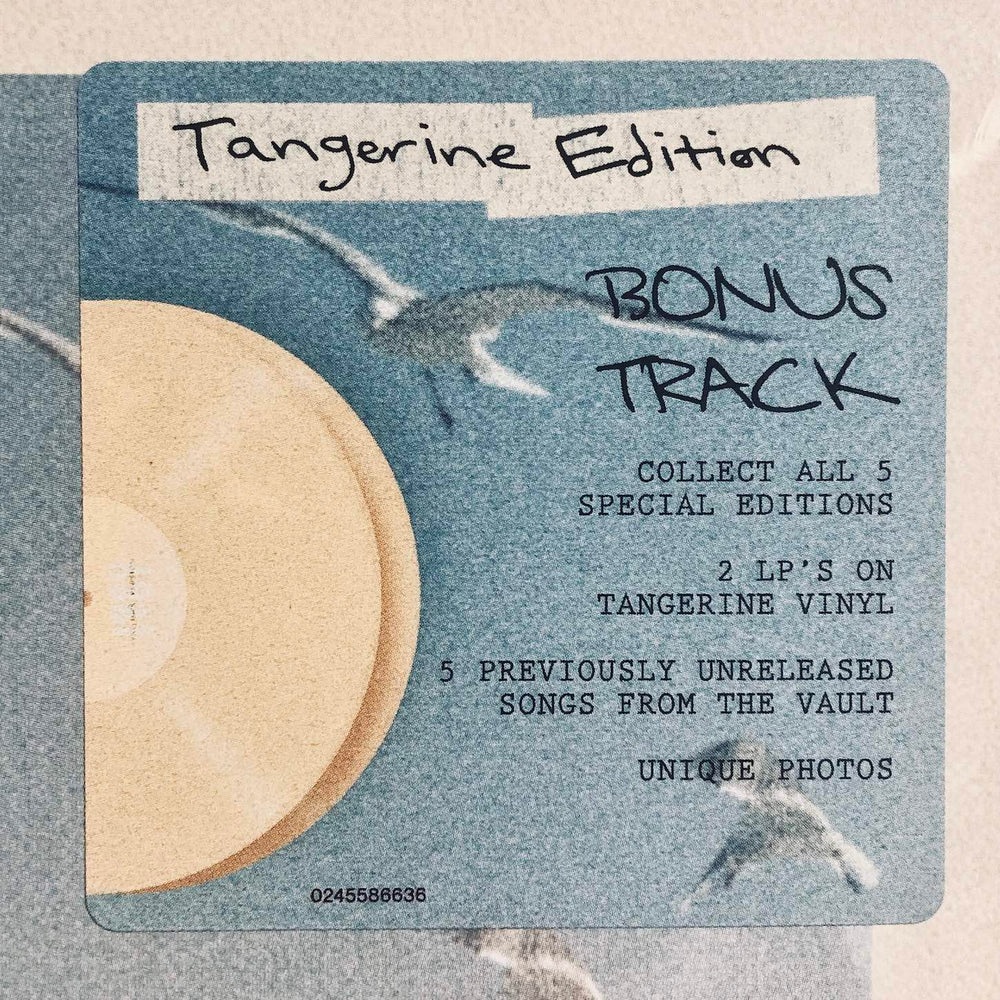 Tangerine Edition
BONUS
TRACK
COLLECT ALL 5
SPECIAL EDITIONS
2 LP'S ON
TANGERINE VINYL
5 PREVIOUSLY UNRELEASED
SONGS FROM THE VAULT
UNIQUE PHOTOS
0245586636